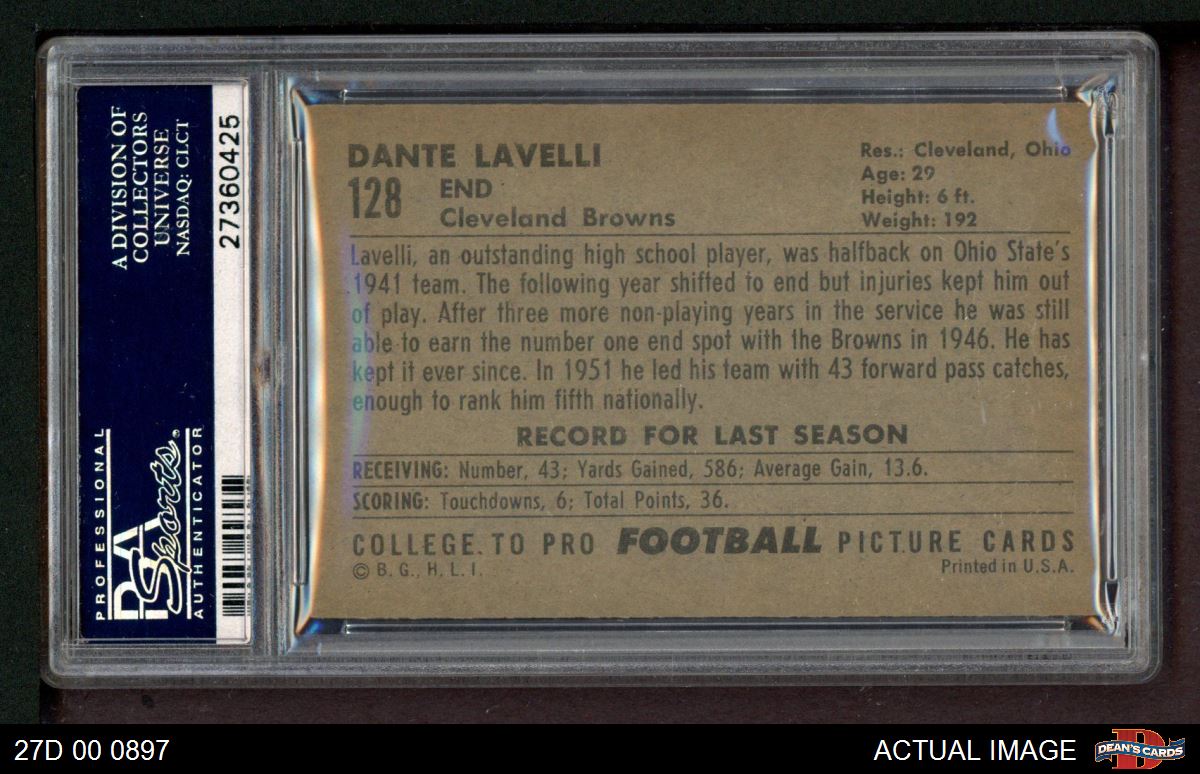 A DIVISION OF
COLLECTORS
UNIVERSE
NASDAQ: CLCT
27360425
PROFESSIONAL
PSA
Sports
AUTHENTICATOR
DANTE LAVELLI
128
END
Cleveland Browns
Res.: Cleveland, Ohio
Age: 29
Height: 6 ft.
Weight: 192
Lavelli, an outstanding high school player, was halfback on Ohio State's
1941 team. The following year shifted to end but injuries kept him out
of play. After three more non-playing years in the service he was still
able to earn the number one end spot with the Browns in 1946. He has
kept it ever since. In 1951 he led his team with 43 forward pass catches,
enough to rank him fifth nationally.
RECORD FOR LAST SEASON
RECEIVING: Number, 43; Yards Gained, 586; Average Gain, 13.6.
SCORING: Touchdowns, 6; Total Points, 36.
COLLEGE TO PRO FOOTBALL PICTURE CARDS
© B. G., H. L. I.
Printed in U.S.A.
27D 00 0897
ACTUAL IMAGE
D
DEAN'S CARDS